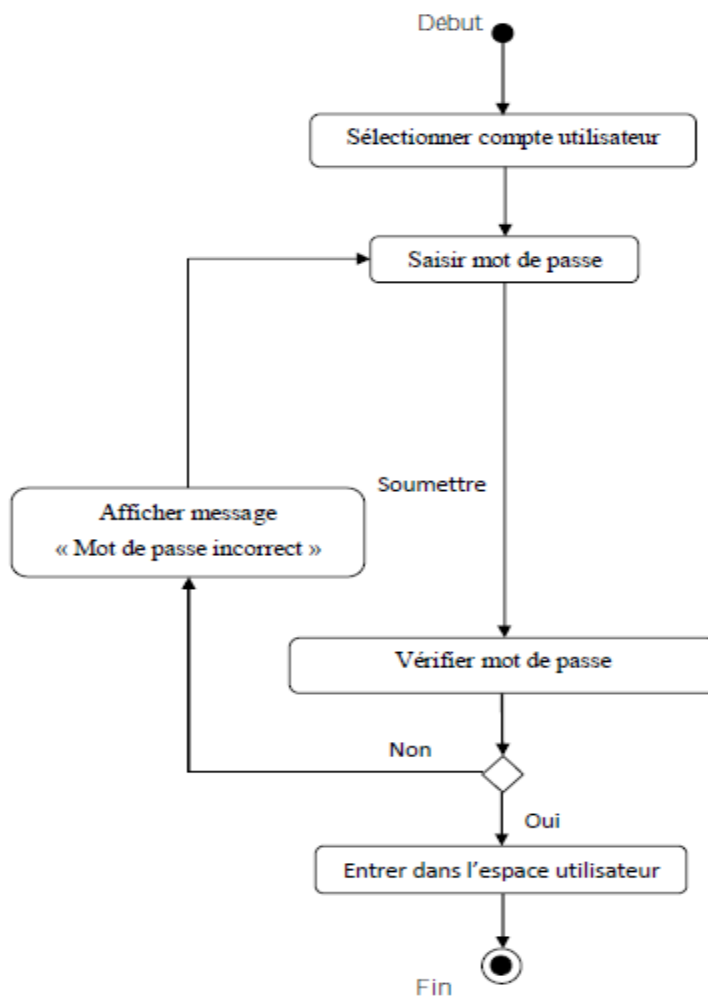 Début
Sélectionner compte utilisateur
Saisir mot de passe
Soumettre
Afficher message
« Mot de passe incorrect »
Vérifier mot de passe
Non
Oui
Entrer dans l'espace utilisateur
Fin